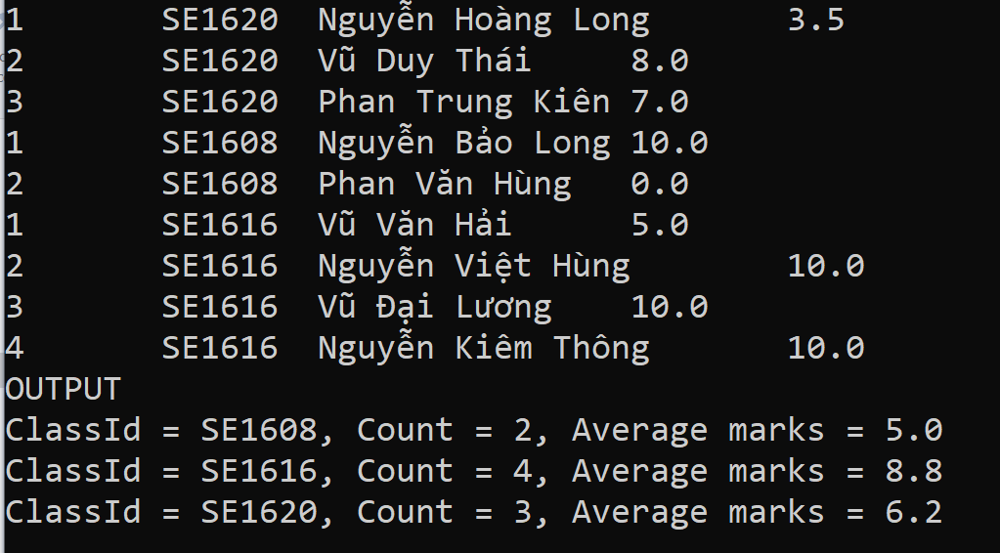 1 SE1620 Nguyễn Hoàng Long 3.5
2 SE1620 Vũ Duy Thái 8.0
3 SE1620 Phan Trung Kiên 7.0
1 SE1608 Nguyễn Bảo Long 10.0
2 SE1608 Phan Văn Hùng 0.0
1 SE1616 Vũ Văn Hải 5.0
2 SE1616 Nguyễn Việt Hùng 10.0
3 SE1616 Vũ Đại Lương 10.0
4 SE1616 Nguyễn Kiêm Thông 10.0
OUTPUT
ClassId = SE1608, Count = 2, Average marks = 5.0
ClassId = SE1616, Count = 4, Average marks = 8.8
ClassId = SE1620, Count = 3, Average marks = 6.2